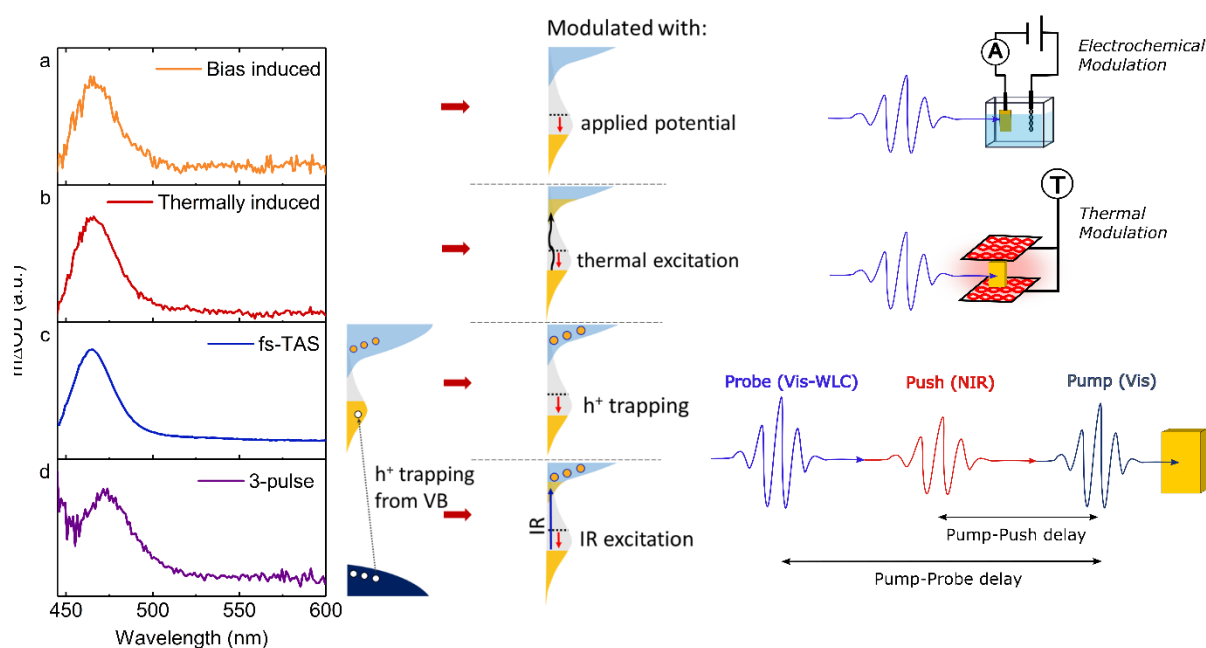 Modulated with:
a
Bias induced
applied potential
A
Electrochemical
Modulation
b
Thermally induced
thermal excitation
T
Thermal
Modulation
mΔOD (a.u.)
c
fs-TAS
h⁺ trapping
Probe (Vis-WLC)
Push (NIR)
Pump (Vis)
d
3-pulse
h⁺ trapping
from VB
IR
IR excitation
Pump-Push delay
Pump-Probe delay
450
500
550
600
Wavelength (nm)